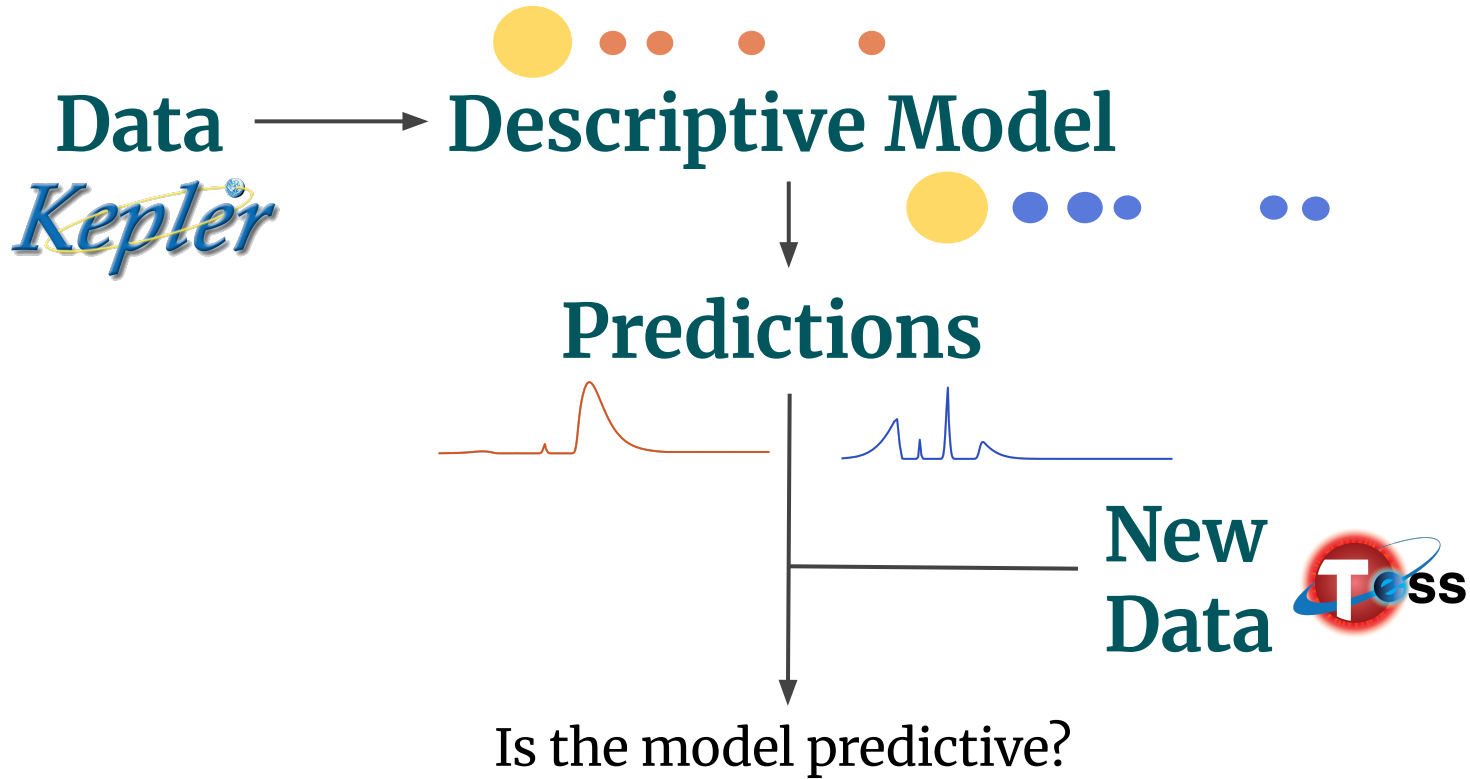 Data
Descriptive Model
Kepler
Predictions
New
Data
Tess
Is the model predictive?